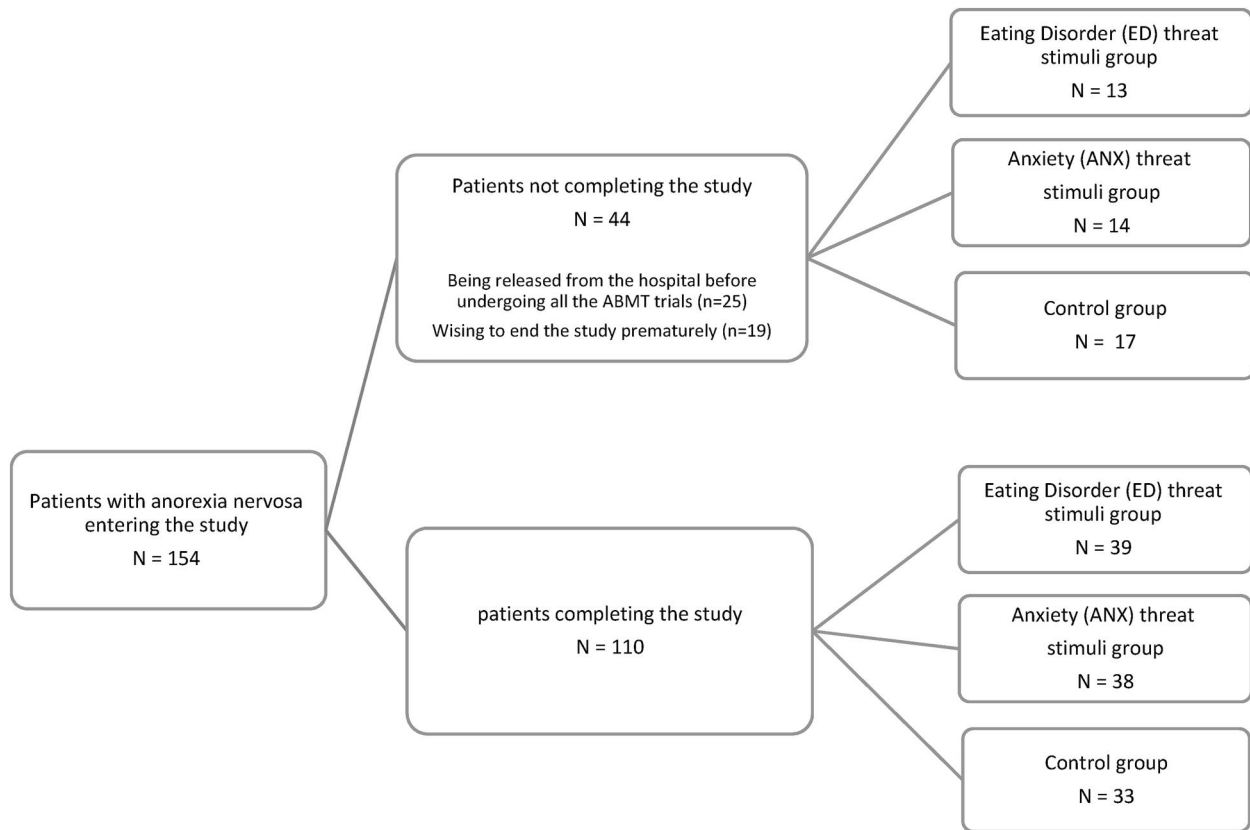 Patients with anorexia nervosa
entering the study
N = 154
Patients not completing the study
N = 44
Being released from the hospital before
undergoing all the ABMT trials (n=25)
Wising to end the study prematurely (n=19)
Eating Disorder (ED) threat
stimuli group
N = 13
Anxiety (ANX) threat
stimuli group
N = 14
Control group
N =  17
patients completing the study
N = 110
Eating Disorder (ED) threat
stimuli group
N = 39
Anxiety (ANX) threat
stimuli group
N = 38
Control group
N = 33